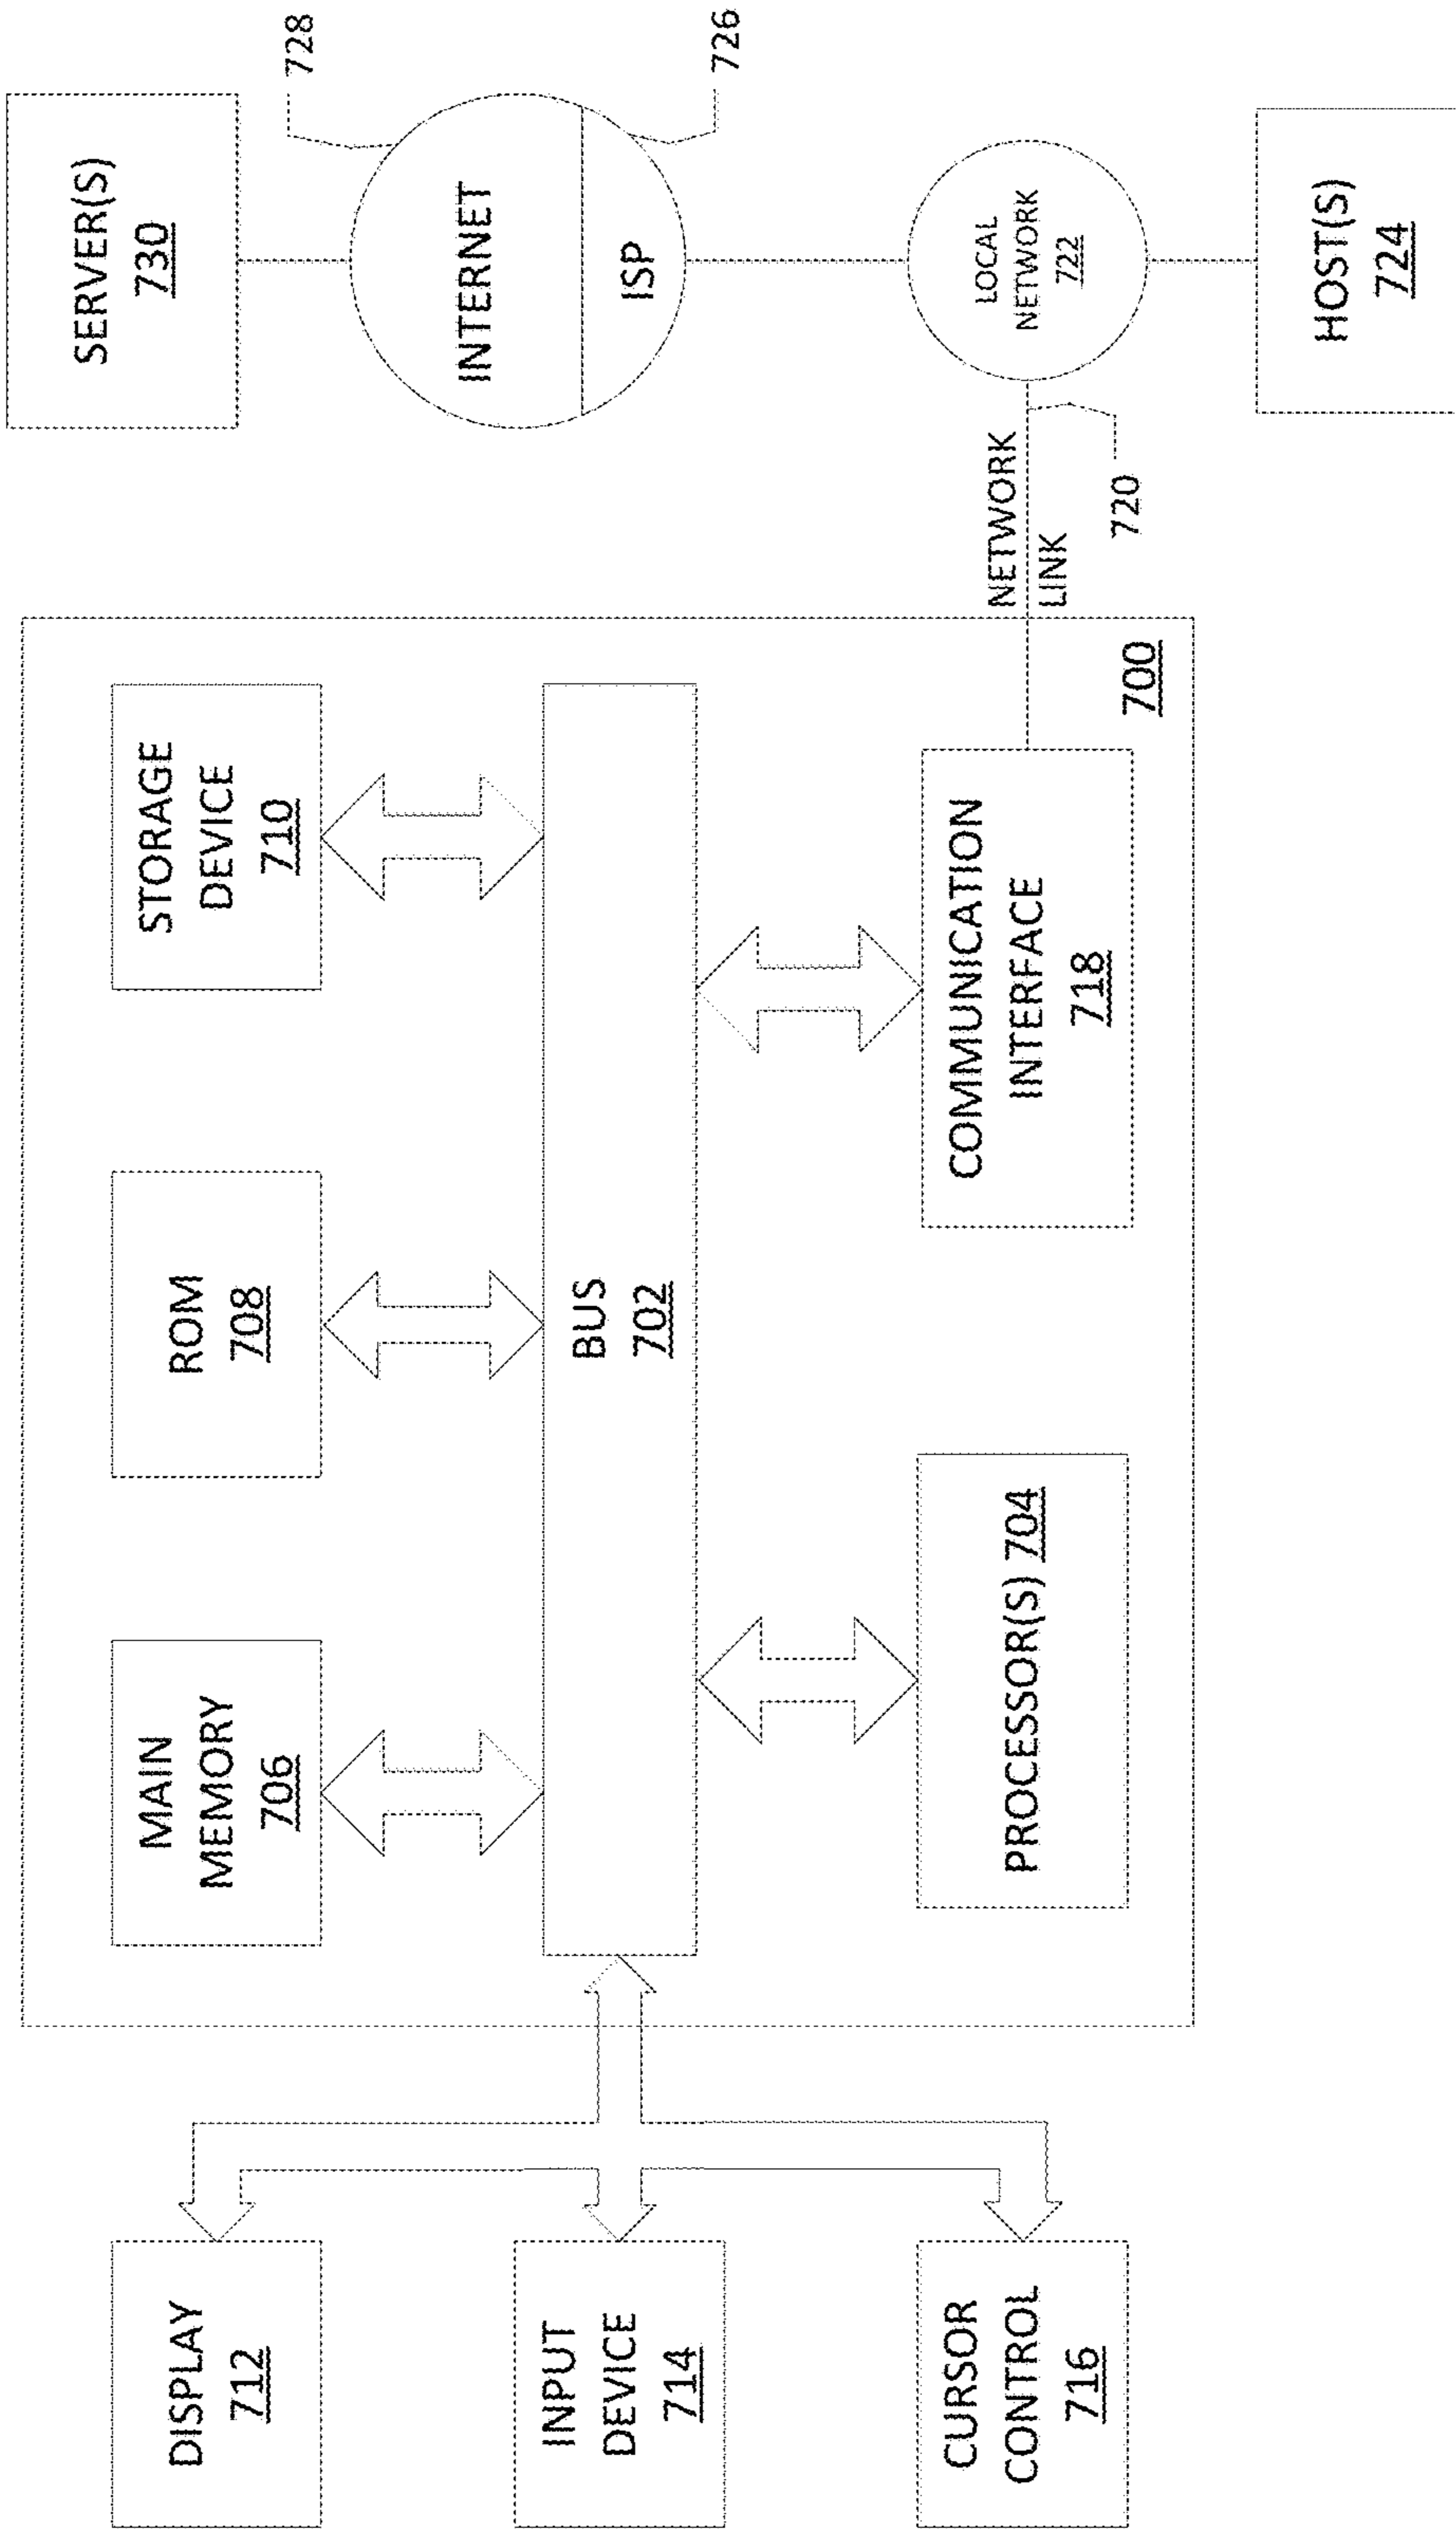 DISPLAY
712
INPUT
DEVICE
714
CURSOR
CONTROL
716
MAIN
MEMORY
706
ROM
708
STORAGE
DEVICE
710
BUS
702
PROCESSOR(S) 704
COMMUNICATION
INTERFACE
718
700
NETWORK
LINK
720
SERVER(S)
730
728
INTERNET
ISP
726
LOCAL
NETWORK
722
HOST(S)
724